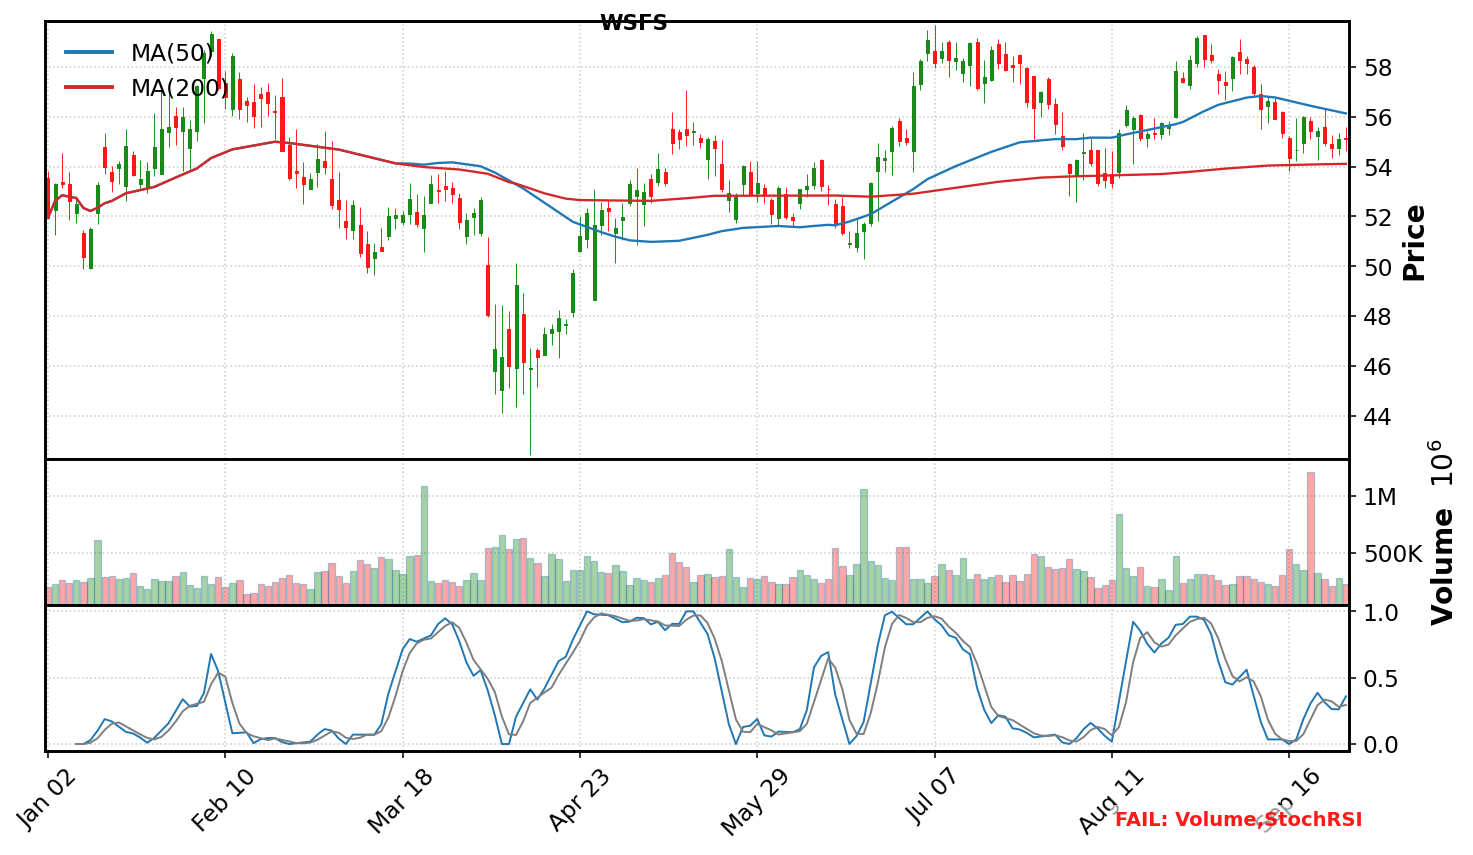 WSFS
MA(50)
MA(200)
58
56
54
52
50
48
46
44
Price
1M
500K
Volume 10^6
1.0
0.5
0.0
Jan 02
Feb 10
Mar 18
Apr 23
May 29
Jul 07
Aug 11
Sep 16
FAIL: Volume,StochRSI